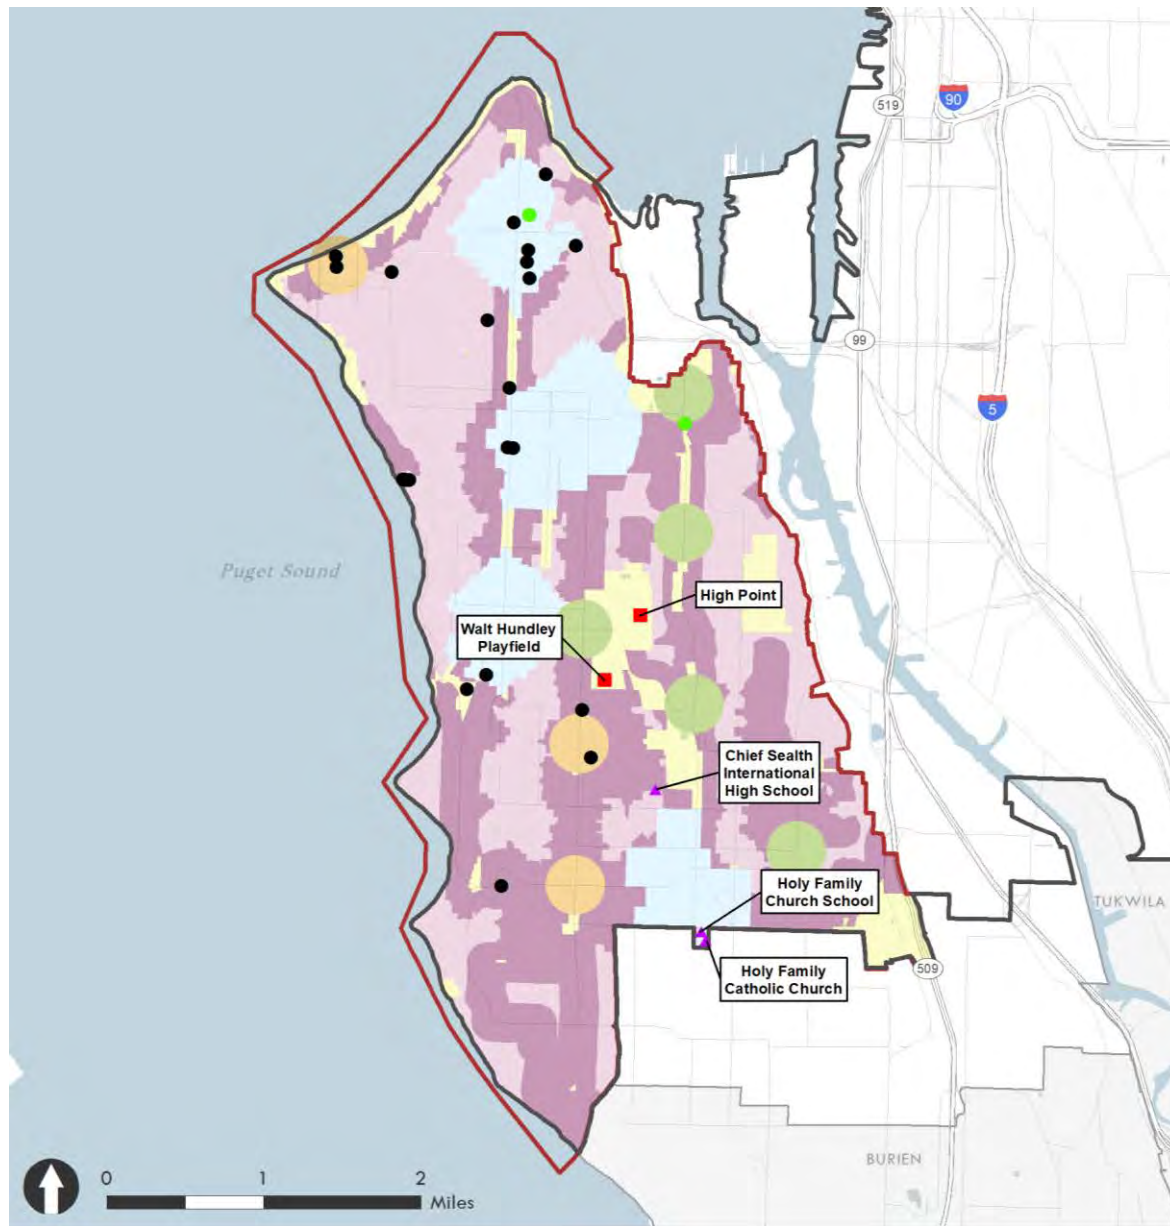 90
519
99
5
Puget Sound
High Point
Walt Hundley
Playfield
Chief Sealth
International
High School
Holy Family
Church School
TUKWILA
Holy Family
Catholic Church
509
BURIEN
0
1
2
Miles